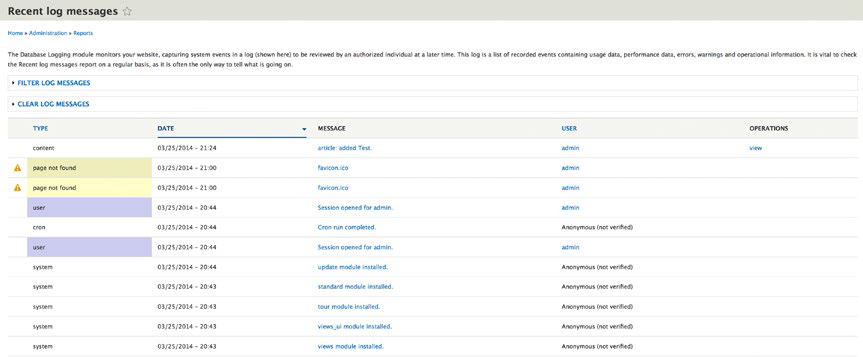 Recent log messages
Home » Administration » Reports
The Database Logging module monitors your website, capturing system events in a log (shown here) to be reviewed by an authorized individual at a later time. This log is a list of recorded events containing usage data, performance data, errors, warnings and operational information. It is vital to check
the Recent log messages report on a regular basis, as it is often the only way to tell what is going on.
FILTER LOG MESSAGES
CLEAR LOG MESSAGES
TYPE DATE MESSAGE USER OPERATIONS
content 03/25/2014 - 21:24 article: added Test. admin view
page not found 03/25/2014 - 21:00 favicon.ico admin
page not found 03/25/2014 - 21:00 favicon.ico admin
user 03/25/2014 - 20:44 Session opened for admin. admin
cron 03/25/2014 - 20:44 Cron run completed. Anonymous (not verified)
user 03/25/2014 - 20:44 Session opened for admin. admin
system 03/25/2014 - 20:44 update module installed. Anonymous (not verified)
system 03/25/2014 - 20:43 standard module installed. Anonymous (not verified)
system 03/25/2014 - 20:43 tour module installed. Anonymous (not verified)
system 03/25/2014 - 20:43 views_ui module installed. Anonymous (not verified)
system 03/25/2014 - 20:43 views module installed. Anonymous (not verified)